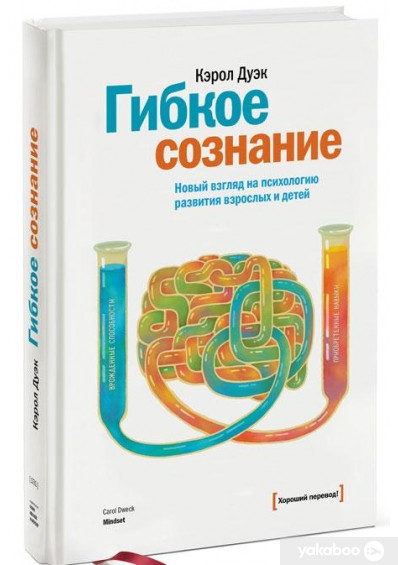 Кэрол Дуэк
Гибкое
сознание
Новый взгляд на психологию
развития взрослых и детей
ВРОЖДЕННЫЕ СПОСОБНОСТИ
ПРИОБРЕТЕННЫЕ НАВЫКИ
[Хороший перевод!]
Carol Dweck
Mindset
Кэрол Дуэк Гибкое сознание
yakaboo